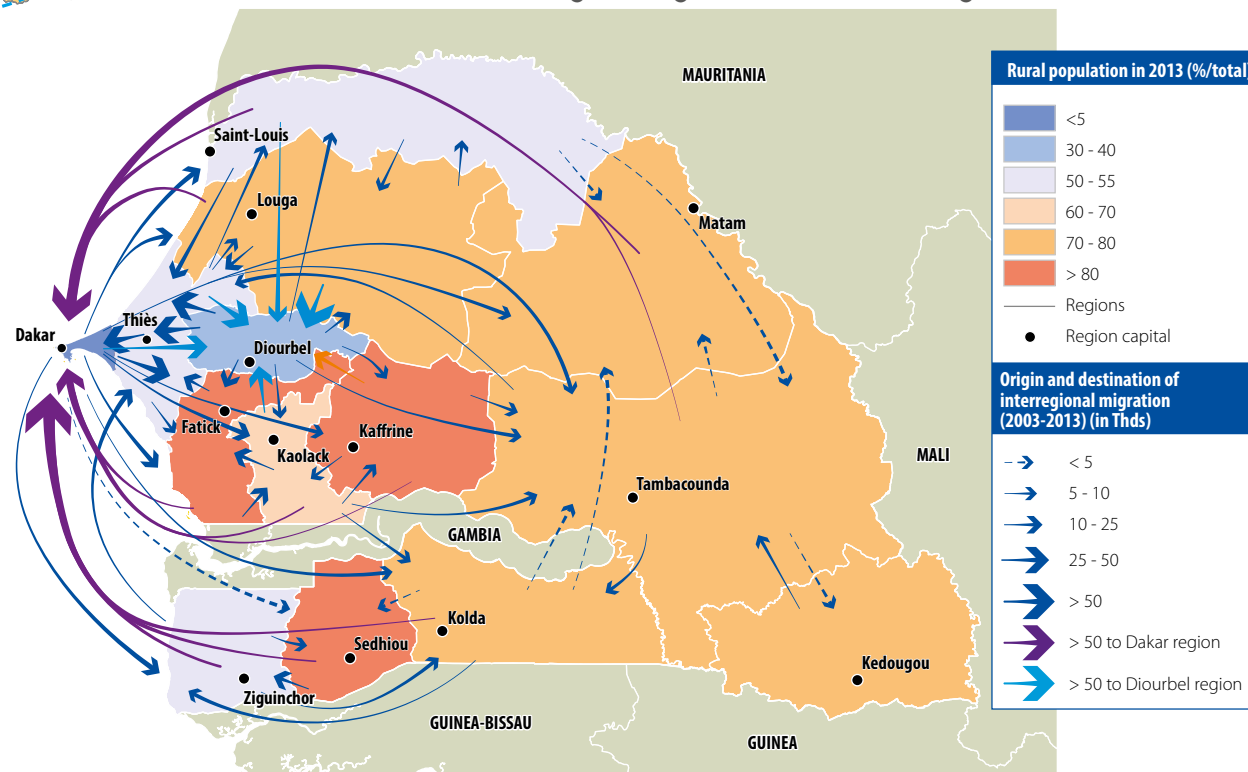 MAURITANIA
Saint-Louis
Louga
Matam
Dakar
Thiès
Diourbel
Fatick
Kaolack
Kaffrine
MALI
Tambacounda
GAMBIA
Kolda
Sedhiou
Kedougou
Ziguinchor
GUINEA-BISSAU
GUINEA
Rural population in 2013 (%/total)
<5
30 - 40
50 - 55
60 - 70
70 - 80
> 80
Regions
Region capital
Origin and destination of
interregional migration
(2003-2013) (in Thds)
< 5
5 - 10
10 - 25
25 - 50
> 50
> 50 to Dakar region
> 50 to Diourbel region